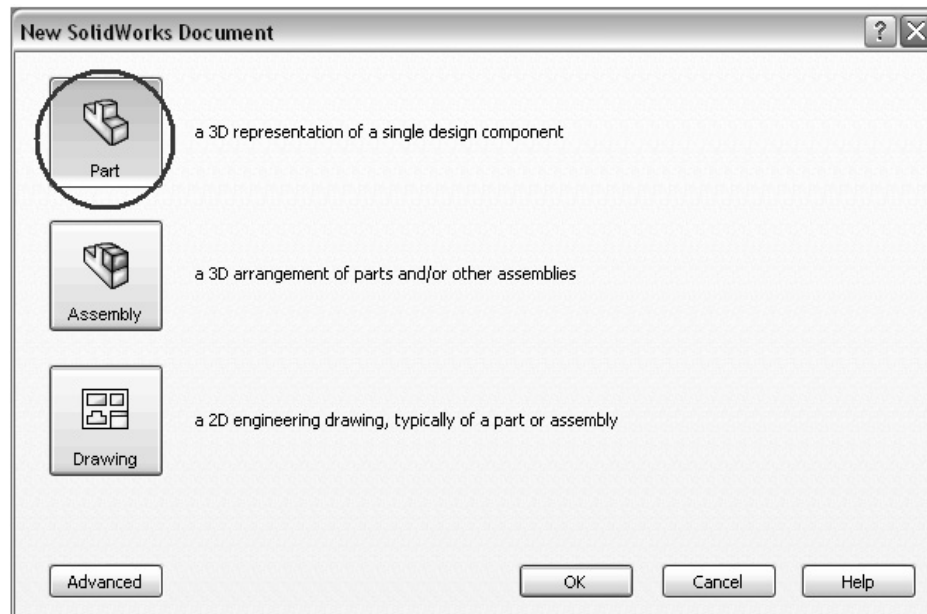 New SolidWorks Document
?
Part
a 3D representation of a single design component
Assembly
a 3D arrangement of parts and/or other assemblies
Drawing
a 2D engineering drawing, typically of a part or assembly
Advanced
OK
Cancel
Help